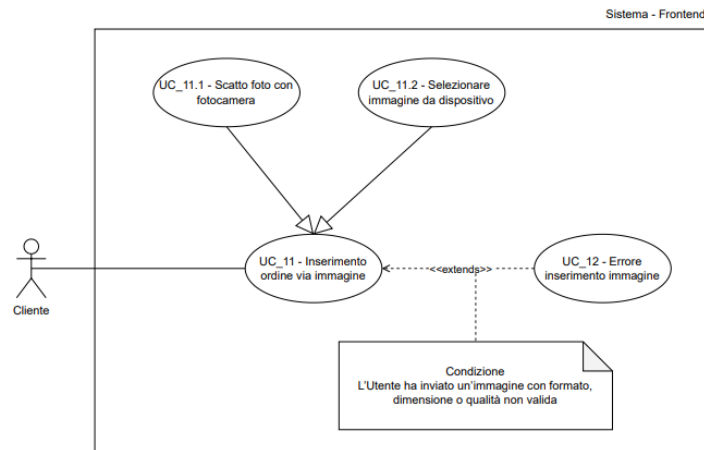 Sistema - Frontend
UC_11.1 - Scatto foto con
fotocamera
UC_11.2 - Selezionare
immagine da dispositivo
UC_11 - Inserimento
ordine via immagine
<<extends>>
UC_12 - Errore
inserimento immagine
Cliente
Condizione
L'Utente ha inviato un'immagine con formato,
dimensione o qualità non valida